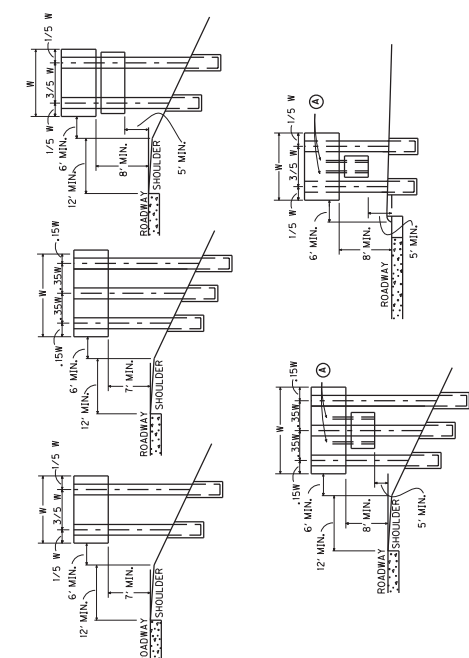 W
1/5 W
3/5 W
1/5 W
6' MIN.
12' MIN.
7' MIN.
ROADWAY
SHOULDER
W
.15W
.35W
.35W
.15W
6' MIN.
12' MIN.
7' MIN.
ROADWAY
SHOULDER
W
1/5 W
3/5 W
1/5 W
6' MIN.
12' MIN.
8' MIN.
5' MIN.
ROADWAY
SHOULDER
W
.15W
.35W
.35W
.15W
A
6' MIN.
12' MIN.
8' MIN.
5' MIN.
ROADWAY
SHOULDER
W
1/5 W
3/5 W
1/5 W
A
6' MIN.
8' MIN.
5' MIN.
ROADWAY